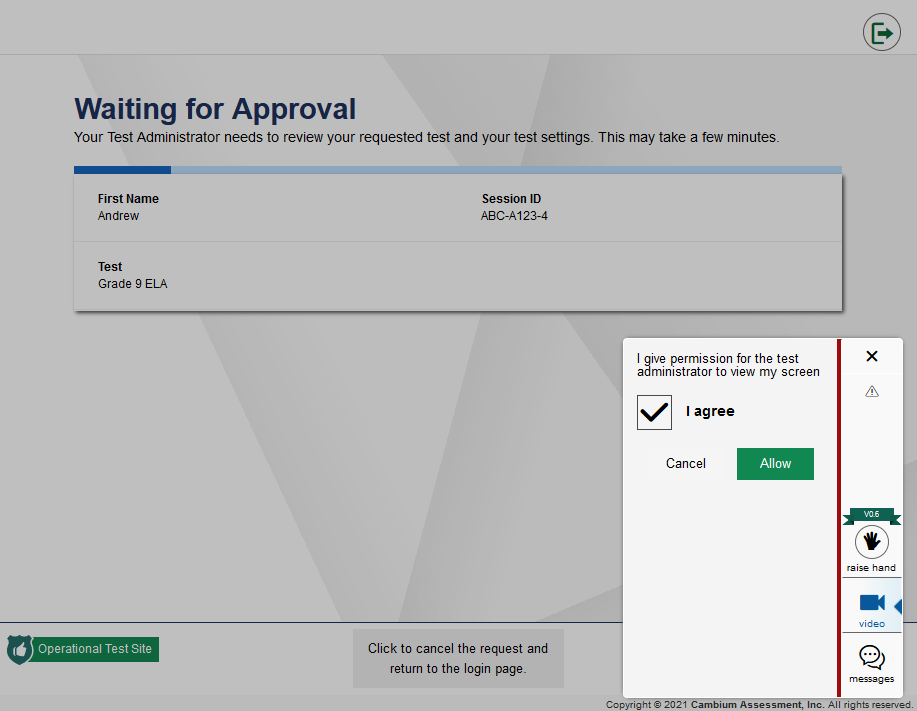 Waiting for Approval
Your Test Administrator needs to review your requested test and your test settings. This may take a few minutes.
First Name
Andrew
Session ID
ABC-A123-4
Test
Grade 9 ELA
I give permission for the test
administrator to view my screen
I agree
Cancel
Allow
V0.6
raise hand
video
messages
Operational Test Site
Click to cancel the request and
return to the login page.
Copyright © 2021 Cambium Assessment, Inc. All rights reserved.